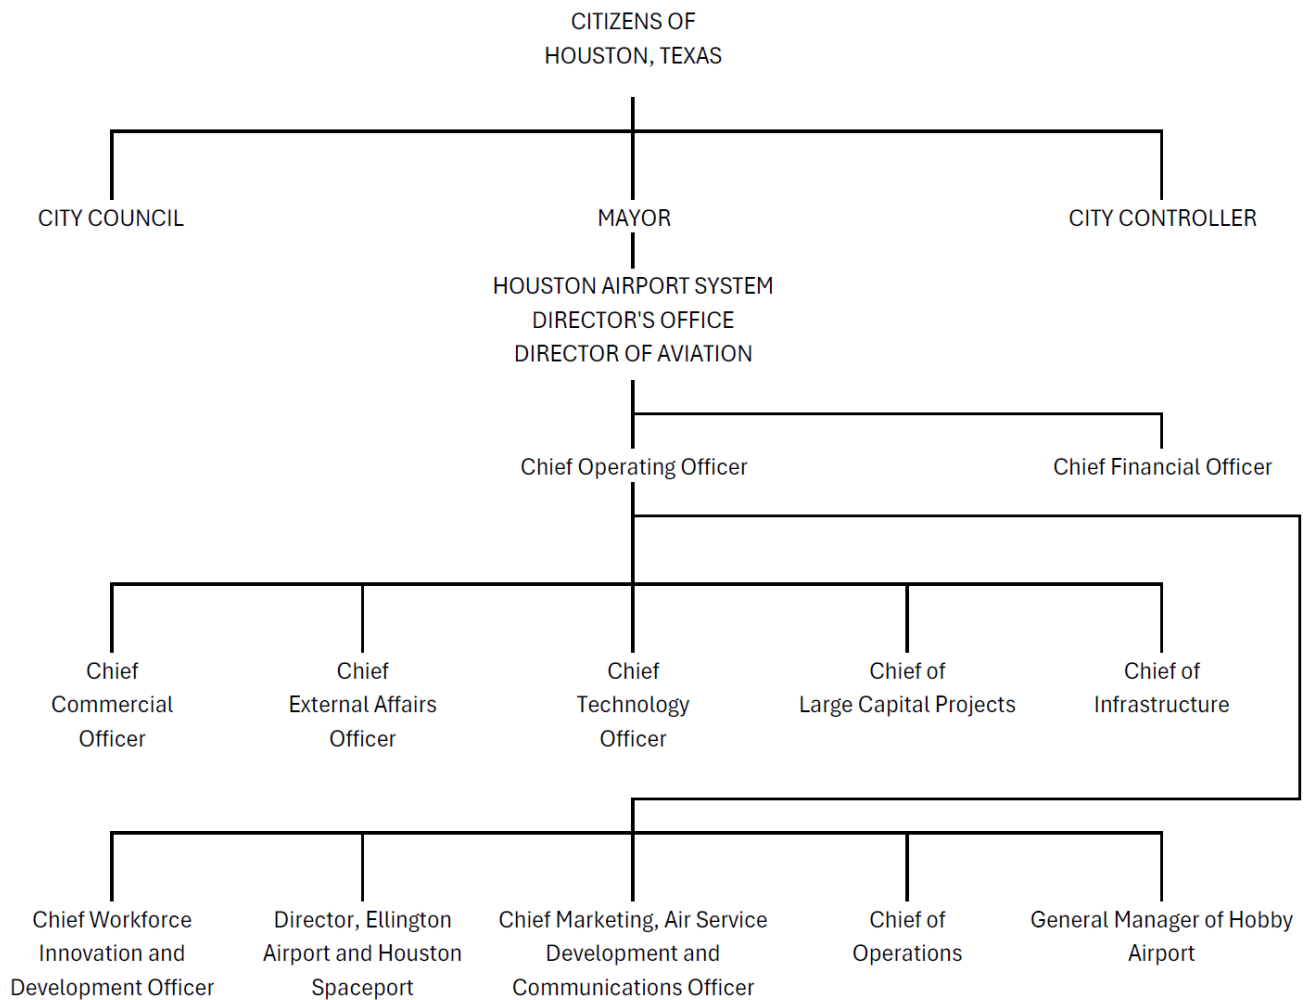 CITIZENS OF
HOUSTON, TEXAS
CITY COUNCIL
MAYOR
CITY CONTROLLER
HOUSTON AIRPORT SYSTEM
DIRECTOR'S OFFICE
DIRECTOR OF AVIATION
Chief Operating Officer
Chief Financial Officer
Chief
Commercial
Officer
Chief
External Affairs
Officer
Chief
Technology
Officer
Chief of
Large Capital Projects
Chief of
Infrastructure
Chief Workforce
Innovation and
Development Officer
Director, Ellington
Airport and Houston
Spaceport
Chief Marketing, Air Service
Development and
Communications Officer
Chief of
Operations
General Manager of Hobby
Airport